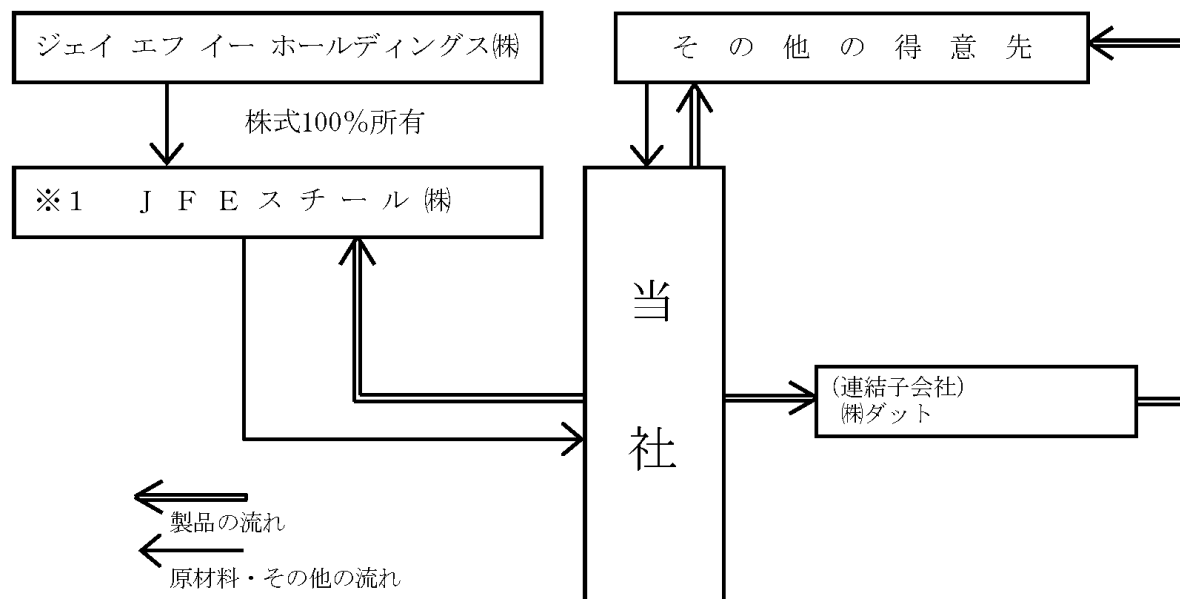 ジェイ エフ イー ホールディングス㈱
そ の 他 の 得 意 先
株式100%所有
※1 J F E ス チ ー ル ㈱
当
社
(連結子会社)
㈱ダット
製品の流れ
原材料・その他の流れ